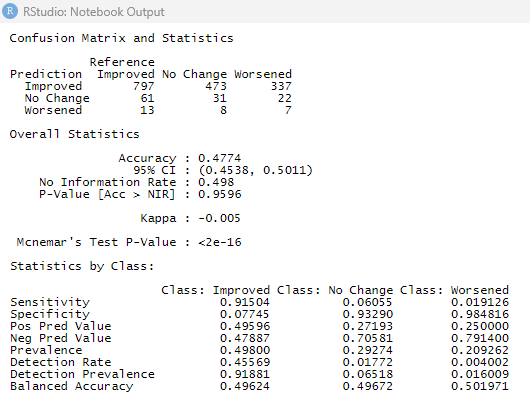 RStudio: Notebook Output
Confusion Matrix and Statistics
Reference
Prediction Improved No Change Worsened
Improved 797 473 337
No Change 61 31 22
Worsened 13 8 7
Overall Statistics
Accuracy : 0.4774
95% CI : (0.4538, 0.5011)
No Information Rate : 0.498
P-Value [Acc > NIR] : 0.9596
Kappa : -0.005
Mcnemar's Test P-Value : <2e-16
Statistics by Class:
Class: Improved Class: No Change Class: Worsened
Sensitivity 0.91504 0.06055 0.019126
Specificity 0.07745 0.93290 0.984816
Pos Pred Value 0.49596 0.27193 0.250000
Neg Pred Value 0.47887 0.70581 0.791400
Prevalence 0.49800 0.29274 0.209262
Detection Rate 0.45569 0.01772 0.004002
Detection Prevalence 0.91881 0.06518 0.016009
Balanced Accuracy 0.49624 0.49672 0.501971